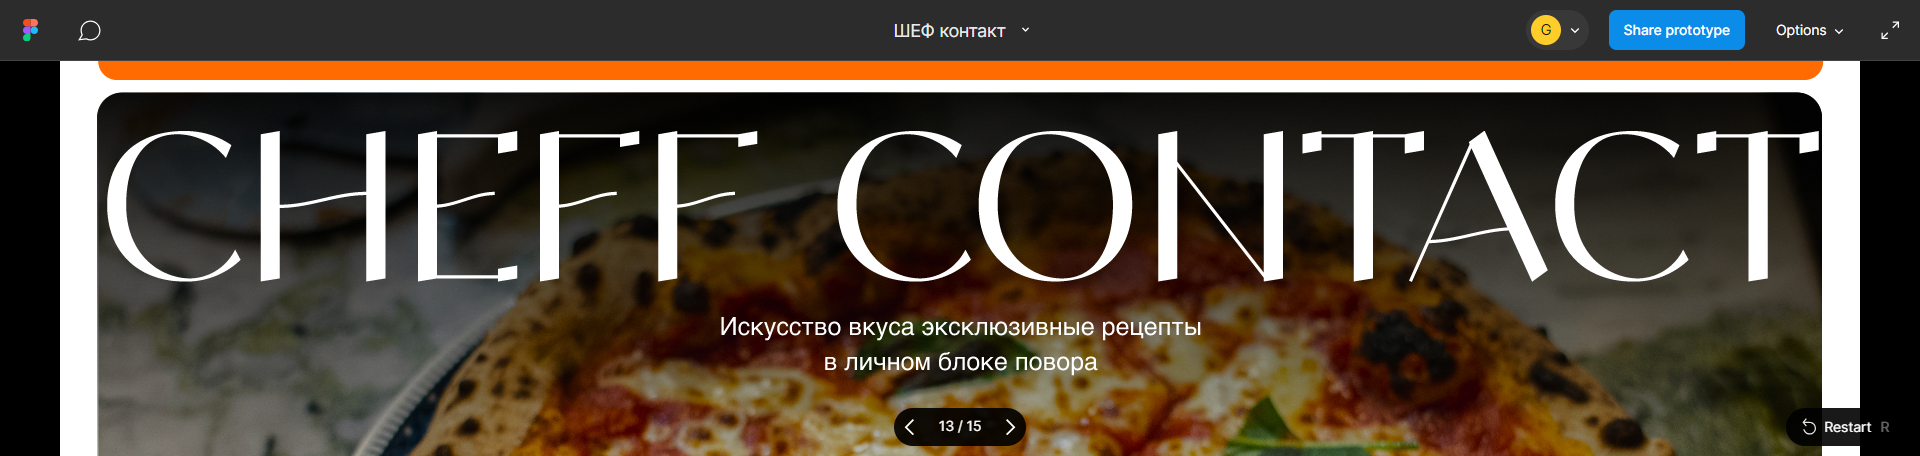 ШЕФ контакт
G
Share prototype
Options
CHEFF CONTACT
Искусство вкуса эксклюзивные рецепты
в личном блоке повора
13 / 15
Restart R